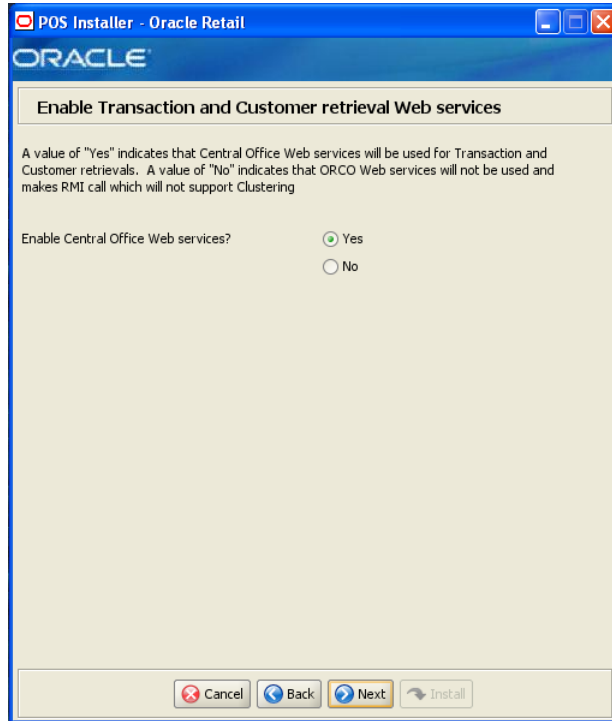 POS Installer - Oracle Retail
ORACLE
Enable Transaction and Customer retrieval Web services
A value of "Yes" indicates that Central Office Web services will be used for Transaction and
Customer retrievals. A value of "No" indicates that ORCO Web services will not be used and
makes RMI call which will not support Clustering
Enable Central Office Web services?
Yes
No
Cancel
Back
Next
Install